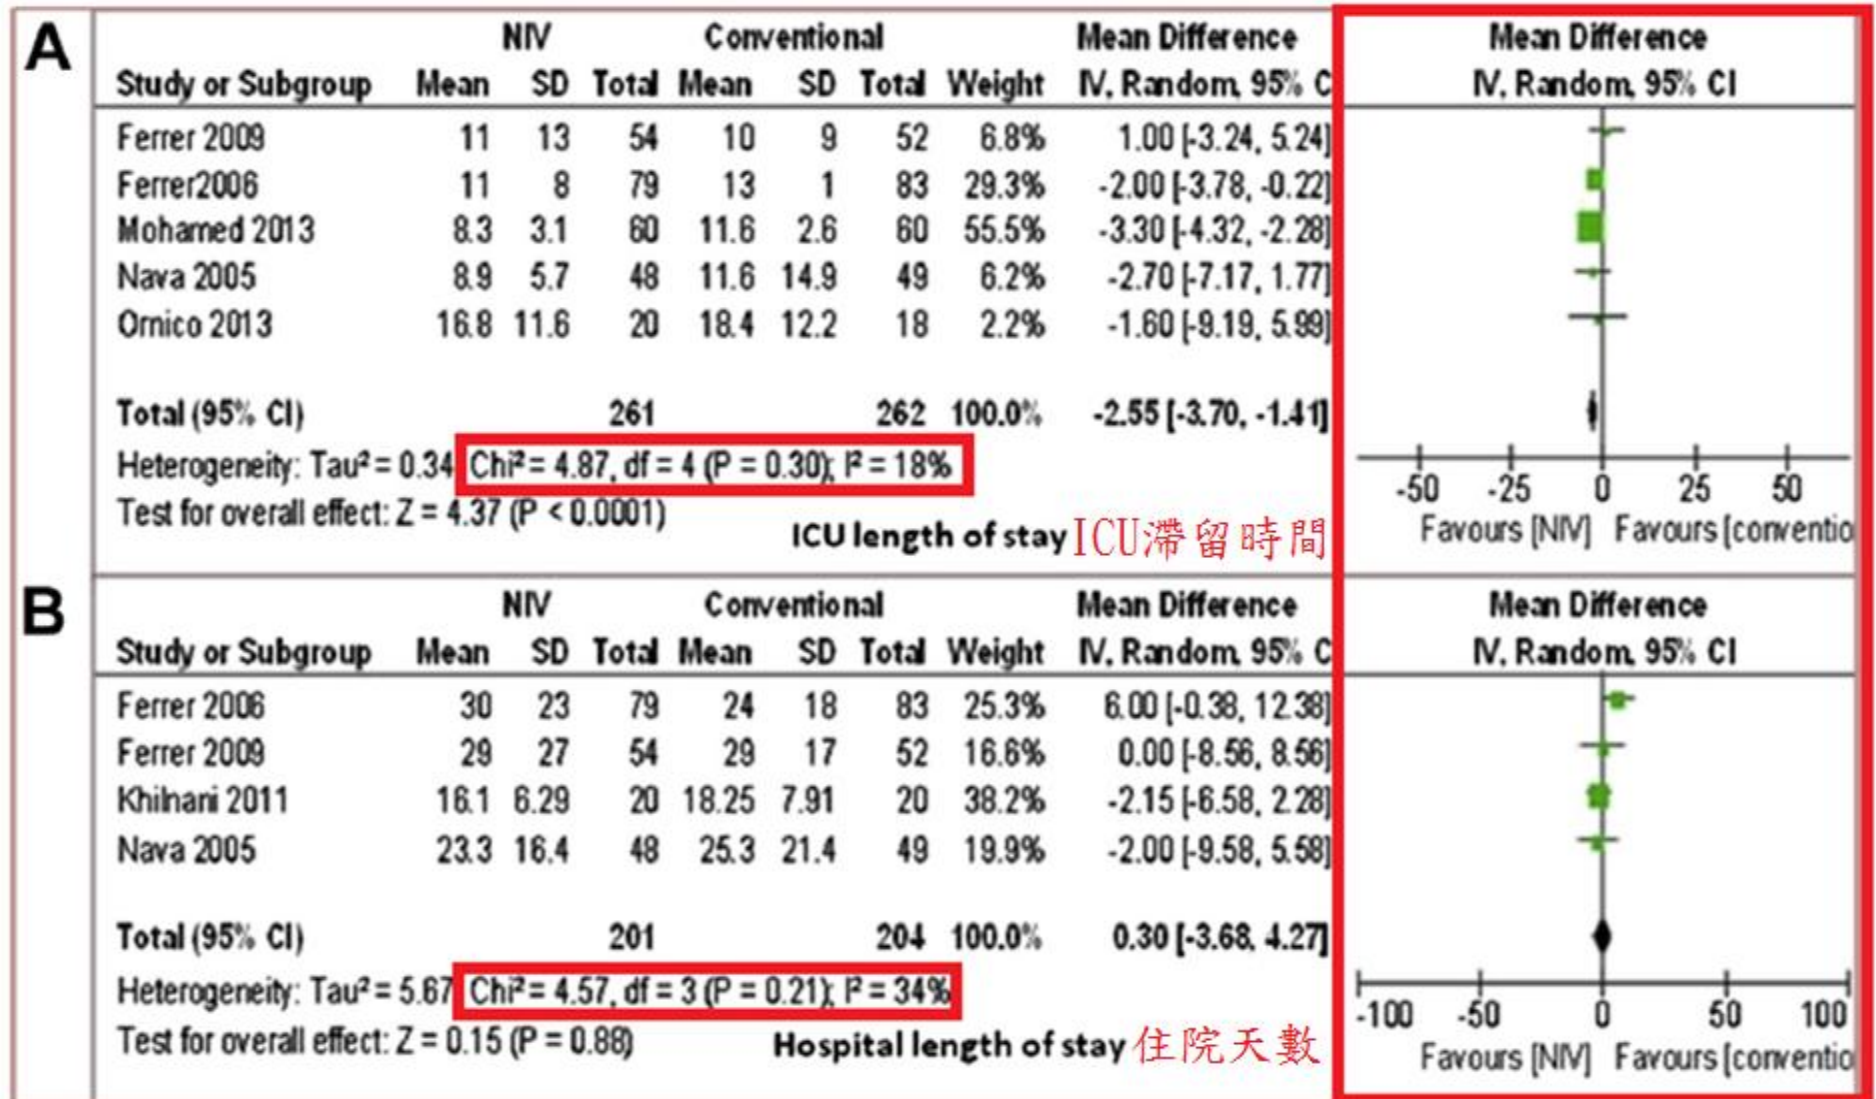 A
NIV Conventional Mean Difference Mean Difference
Study or Subgroup Mean SD Total Mean SD Total Weight IV, Random, 95% C IV, Random, 95% CI
Ferrer 2009 11 13 54 10 9 52 6.8% 1.00 [-3.24, 5.24]
Ferrer2006 11 8 79 13 1 83 29.3% -2.00 [-3.78, -0.22]
Mohamed 2013 8.3 3.1 60 11.6 2.6 60 55.5% -3.30 [-4.32, -2.28]
Nava 2005 8.9 5.7 48 11.6 14.9 49 6.2% -2.70 [-7.17, 1.77]
Ornico 2013 16.8 11.6 20 18.4 12.2 18 2.2% -1.60 [-9.19, 5.99]
Total (95% CI) 261 262 100.0% -2.55 [-3.70, -1.41]
Heterogeneity: Tau² = 0.34 Chi² = 4.87, df = 4 (P = 0.30); I² = 18%
Test for overall effect: Z = 4.37 (P < 0.0001)
ICU length of stay ICU滯留時間
-50 -25 0 25 50
Favours [NIV] Favours [conventio
B
NIV Conventional Mean Difference Mean Difference
Study or Subgroup Mean SD Total Mean SD Total Weight IV, Random, 95% C IV, Random, 95% CI
Ferrer 2006 30 23 79 24 18 83 25.3% 6.00 [-0.38, 12.38]
Ferrer 2009 29 27 54 29 17 52 16.6% 0.00 [-8.56, 8.56]
Khilnani 2011 16.1 6.29 20 18.25 7.91 20 38.2% -2.15 [-6.58, 2.28]
Nava 2005 23.3 16.4 48 25.3 21.4 49 19.9% -2.00 [-9.58, 5.58]
Total (95% CI) 201 204 100.0% 0.30 [-3.68, 4.27]
Heterogeneity: Tau² = 5.67 Chi² = 4.57, df = 3 (P = 0.21); I² = 34%
Test for overall effect: Z = 0.15 (P = 0.88)
Hospital length of stay 住院天數
-100 -50 0 50 100
Favours [NIV] Favours [conventio